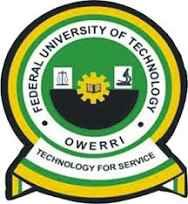 FEDERAL UNIVERSITY OF TECHNOLOGY
OWERRI
TECHNOLOGY FOR SERVICE